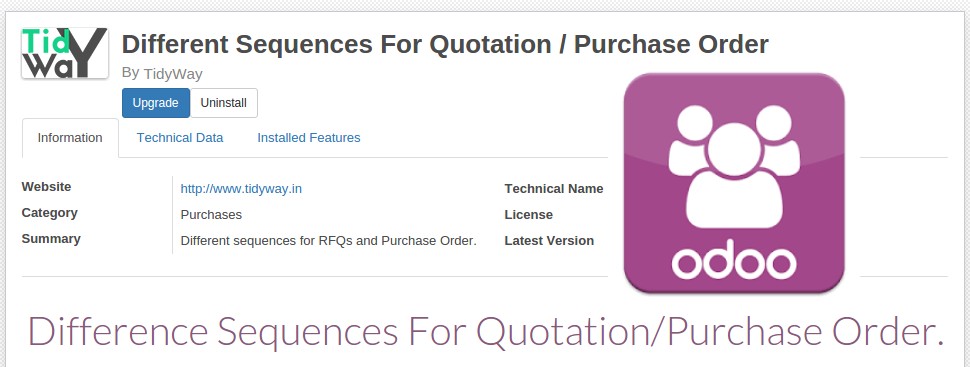 Tid
Way
Different Sequences For Quotation / Purchase Order
By TidyWay
Upgrade Uninstall
Information Technical Data Installed Features
Website http://www.tidyway.in Technical Name
Category Purchases License
Summary Different sequences for RFQs and Purchase Order. Latest Version
odoo
Difference Sequences For Quotation/Purchase Order.